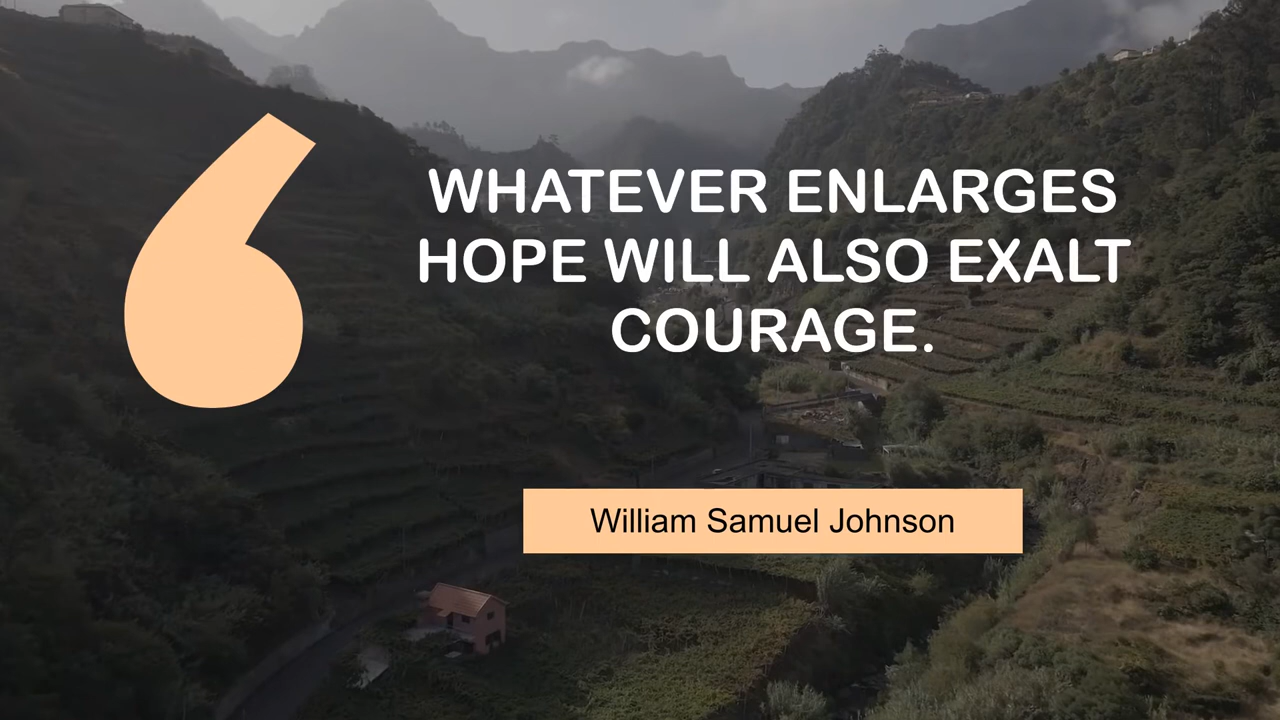 WHATEVER ENLARGES
HOPE WILL ALSO EXALT
COURAGE.
William Samuel Johnson